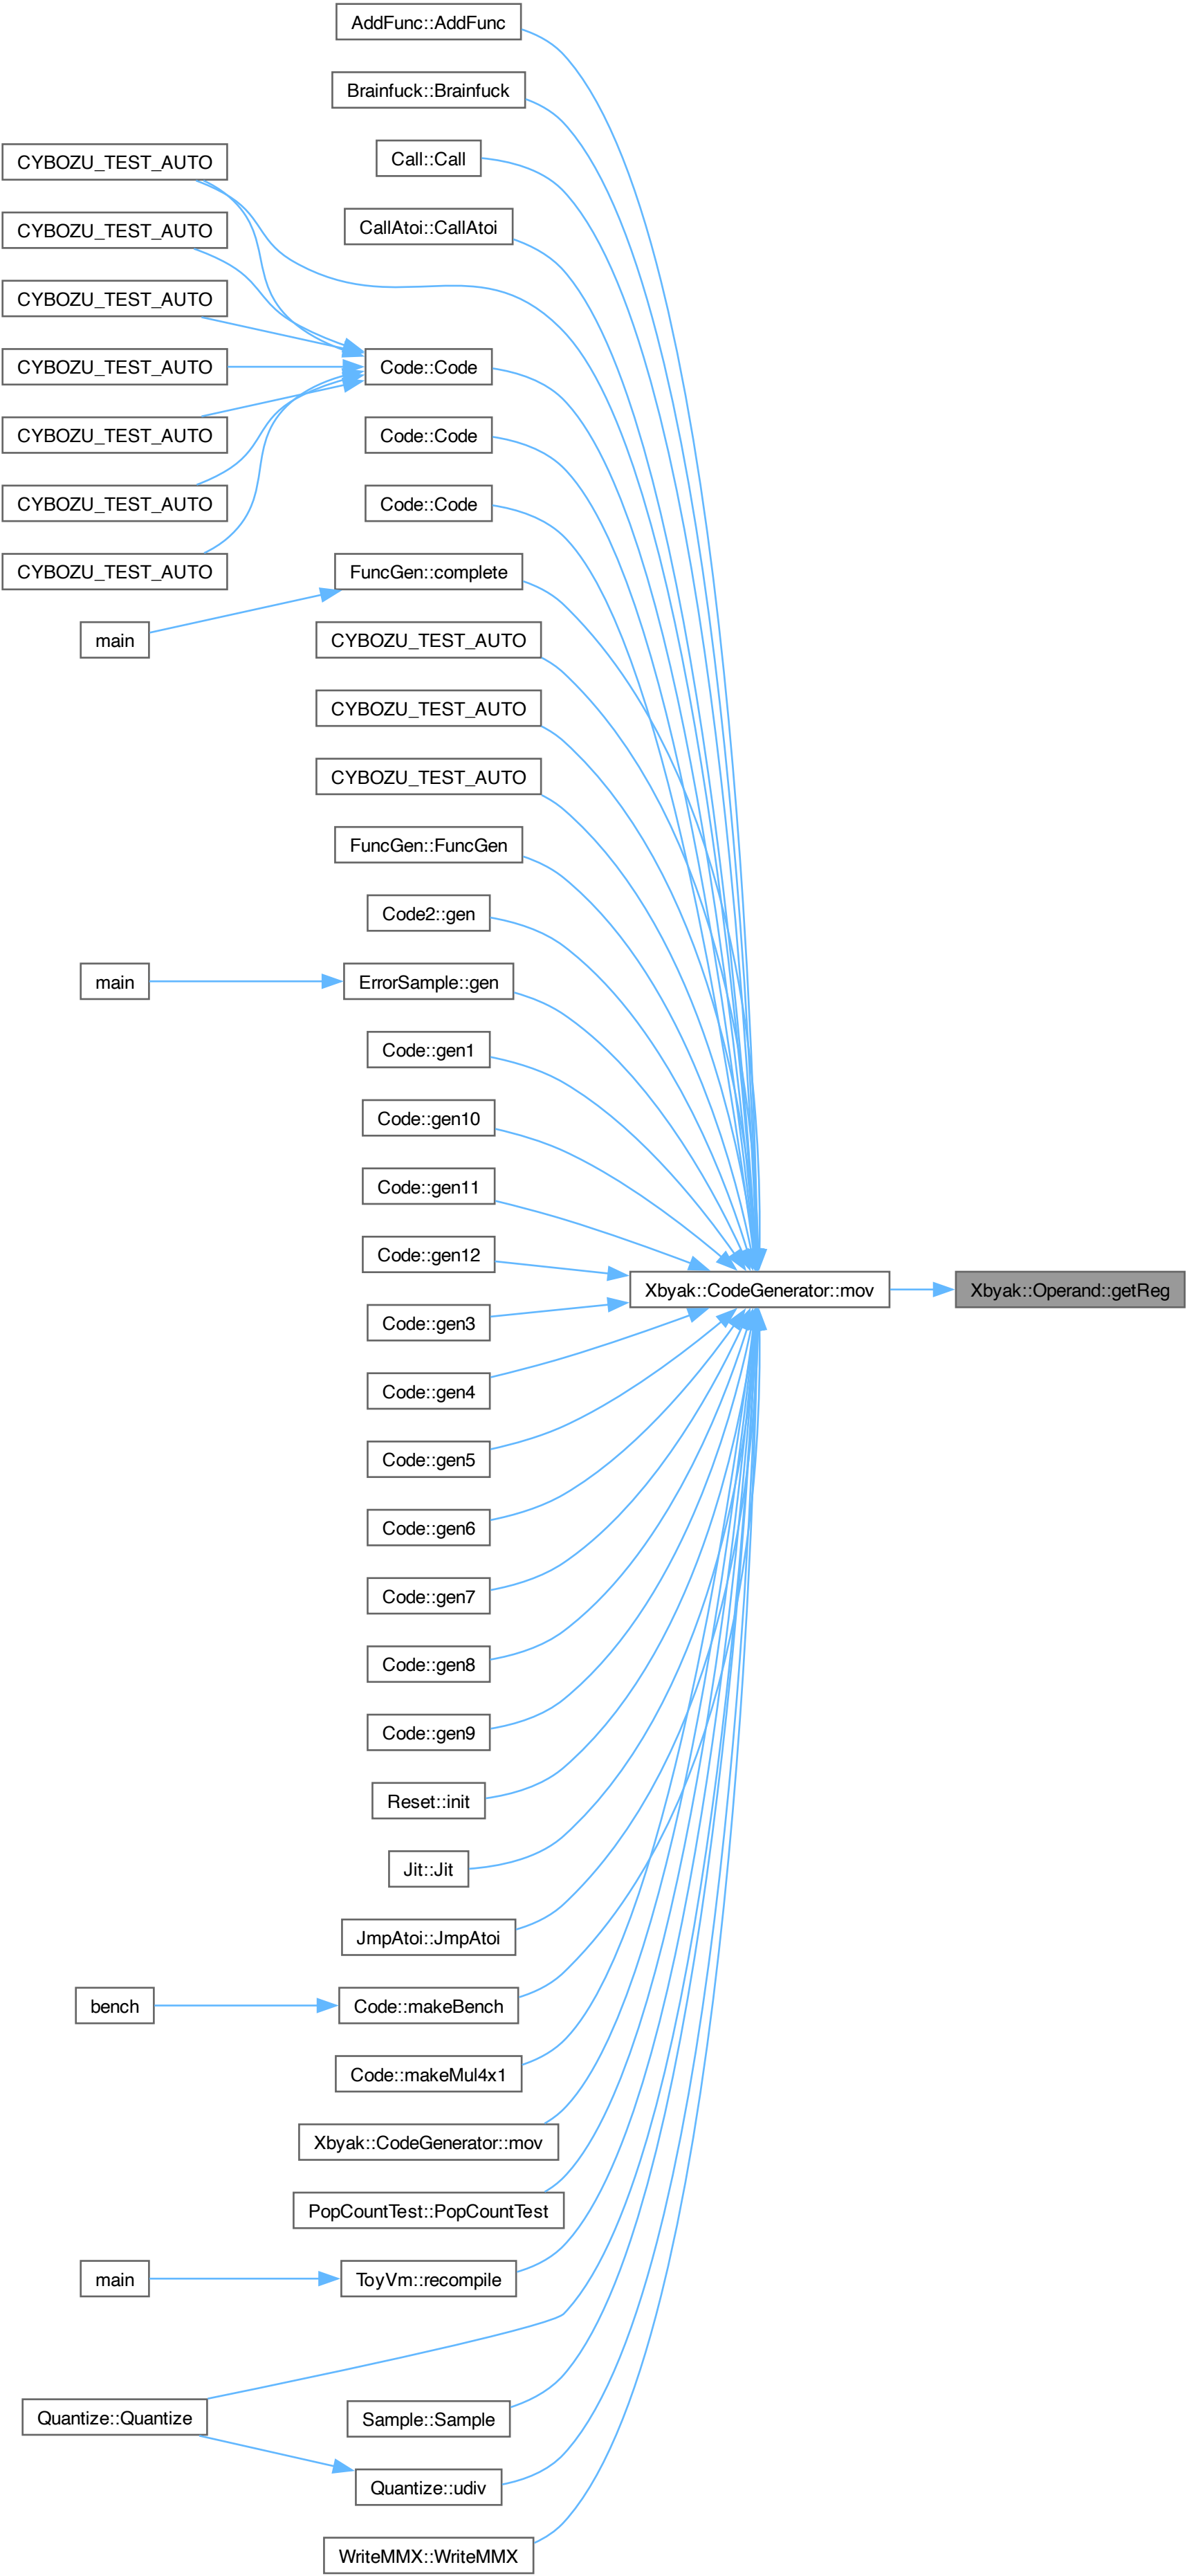 AddFunc::AddFunc
Brainfuck::Brainfuck
Call::Call
CYBOZU_TEST_AUTO
CallAtoi::CallAtoi
CYBOZU_TEST_AUTO
CYBOZU_TEST_AUTO
CYBOZU_TEST_AUTO
Code::Code
CYBOZU_TEST_AUTO
Code::Code
CYBOZU_TEST_AUTO
Code::Code
CYBOZU_TEST_AUTO
FuncGen::complete
main
CYBOZU_TEST_AUTO
CYBOZU_TEST_AUTO
CYBOZU_TEST_AUTO
FuncGen::FuncGen
Code2::gen
main
ErrorSample::gen
Code::gen1
Code::gen10
Code::gen11
Code::gen12
Xbyak::CodeGenerator::mov
Xbyak::Operand::getReg
Code::gen3
Code::gen4
Code::gen5
Code::gen6
Code::gen7
Code::gen8
Code::gen9
Reset::init
Jit::Jit
JmpAtoi::JmpAtoi
bench
Code::makeBench
Code::makeMul4x1
Xbyak::CodeGenerator::mov
PopCountTest::PopCountTest
main
ToyVm::recompile
Quantize::Quantize
Sample::Sample
Quantize::udiv
WriteMMX::WriteMMX